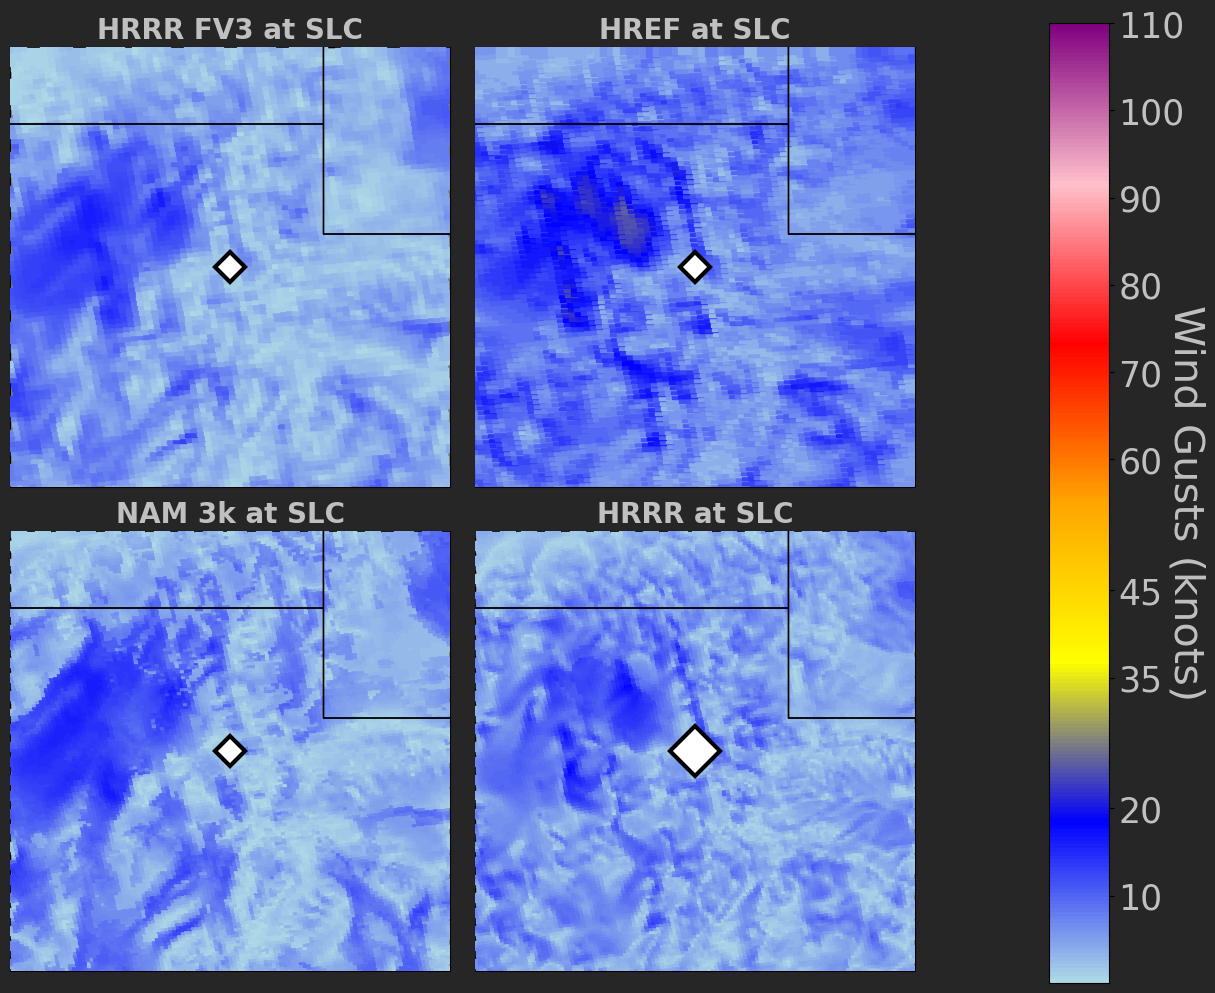 HRRR FV3 at SLC
HREF at SLC
NAM 3k at SLC
HRRR at SLC
110
100
90
80
70
60
45
35
20
10
Wind Gusts (knots)